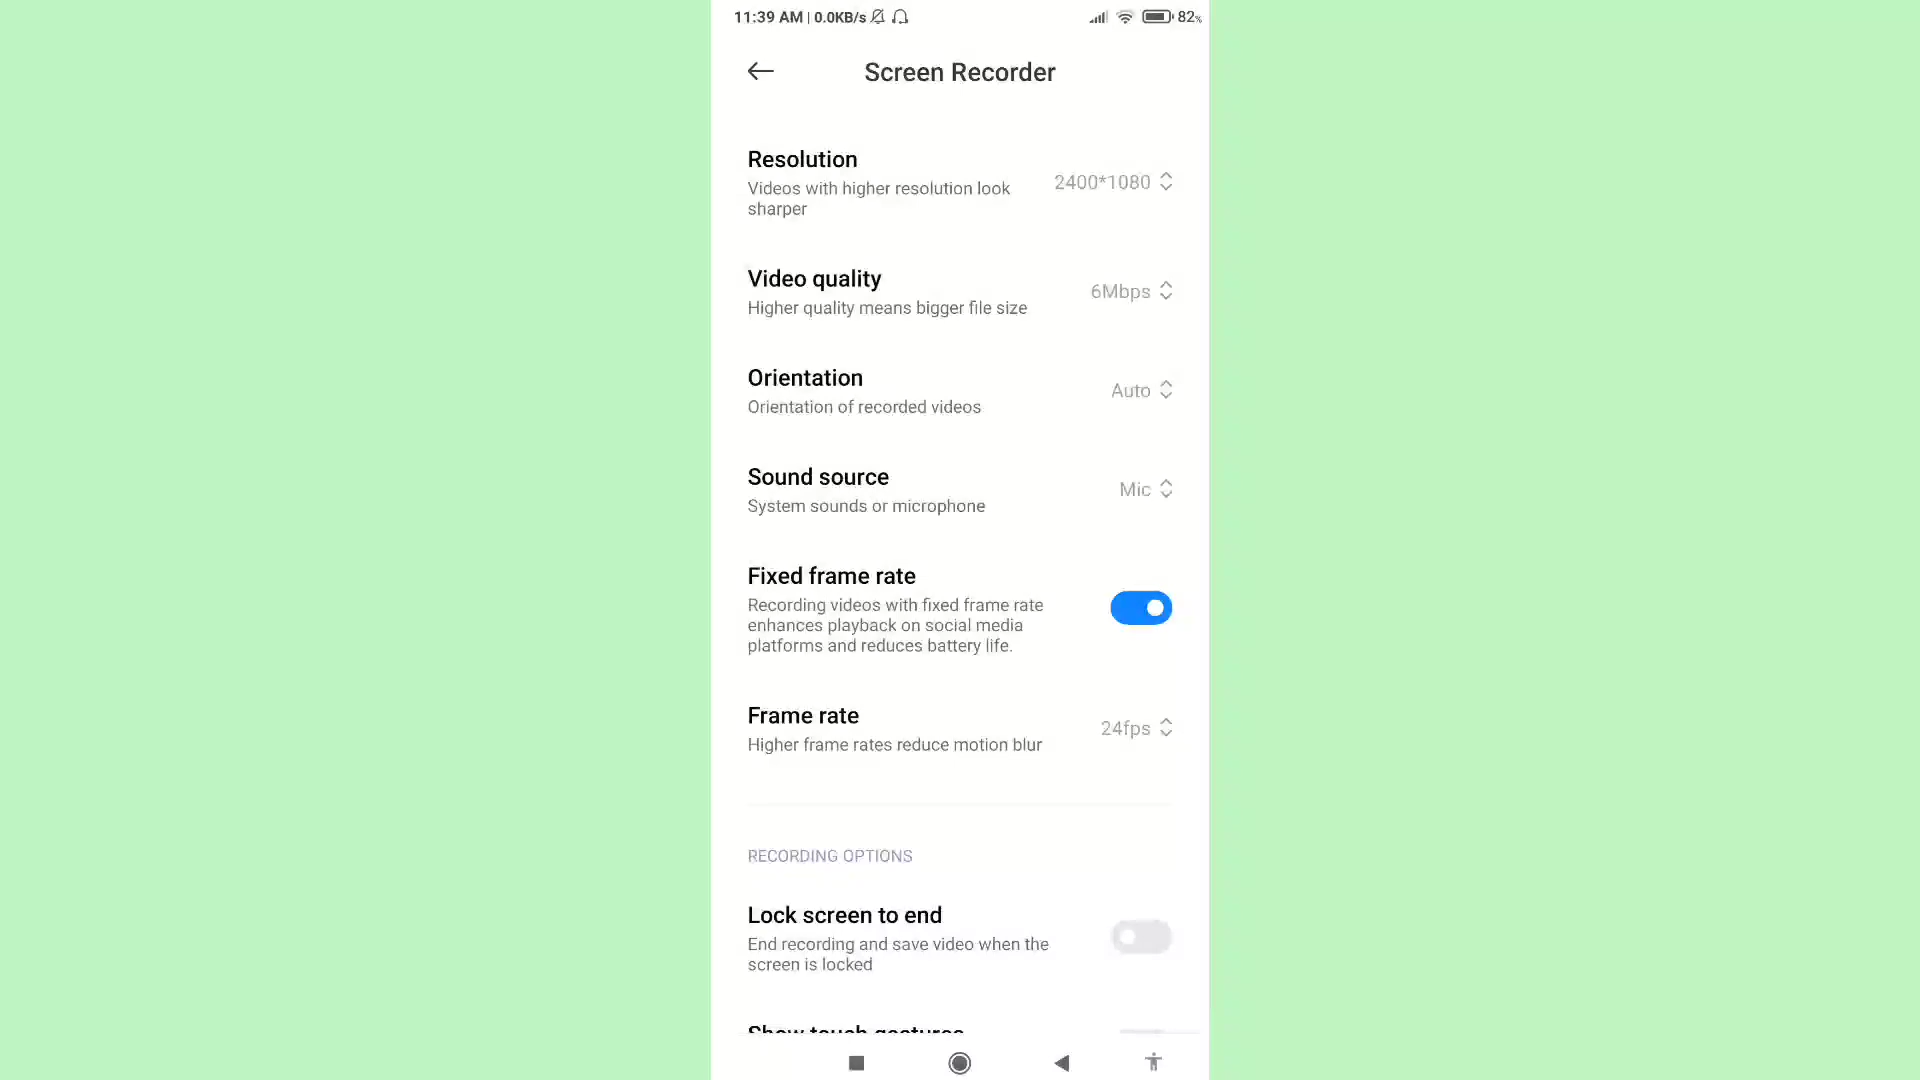 11:39 AM | 0.0KB/s 82%
Screen Recorder
Resolution
Videos with higher resolution look
sharper
2400*1080
Video quality
Higher quality means bigger file size
6Mbps
Orientation
Orientation of recorded videos
Auto
Sound source
System sounds or microphone
Mic
Fixed frame rate
Recording videos with fixed frame rate
enhances playback on social media
platforms and reduces battery life.
Frame rate
Higher frame rates reduce motion blur
24fps
RECORDING OPTIONS
Lock screen to end
End recording and save video when the
screen is locked
Show touch gestures